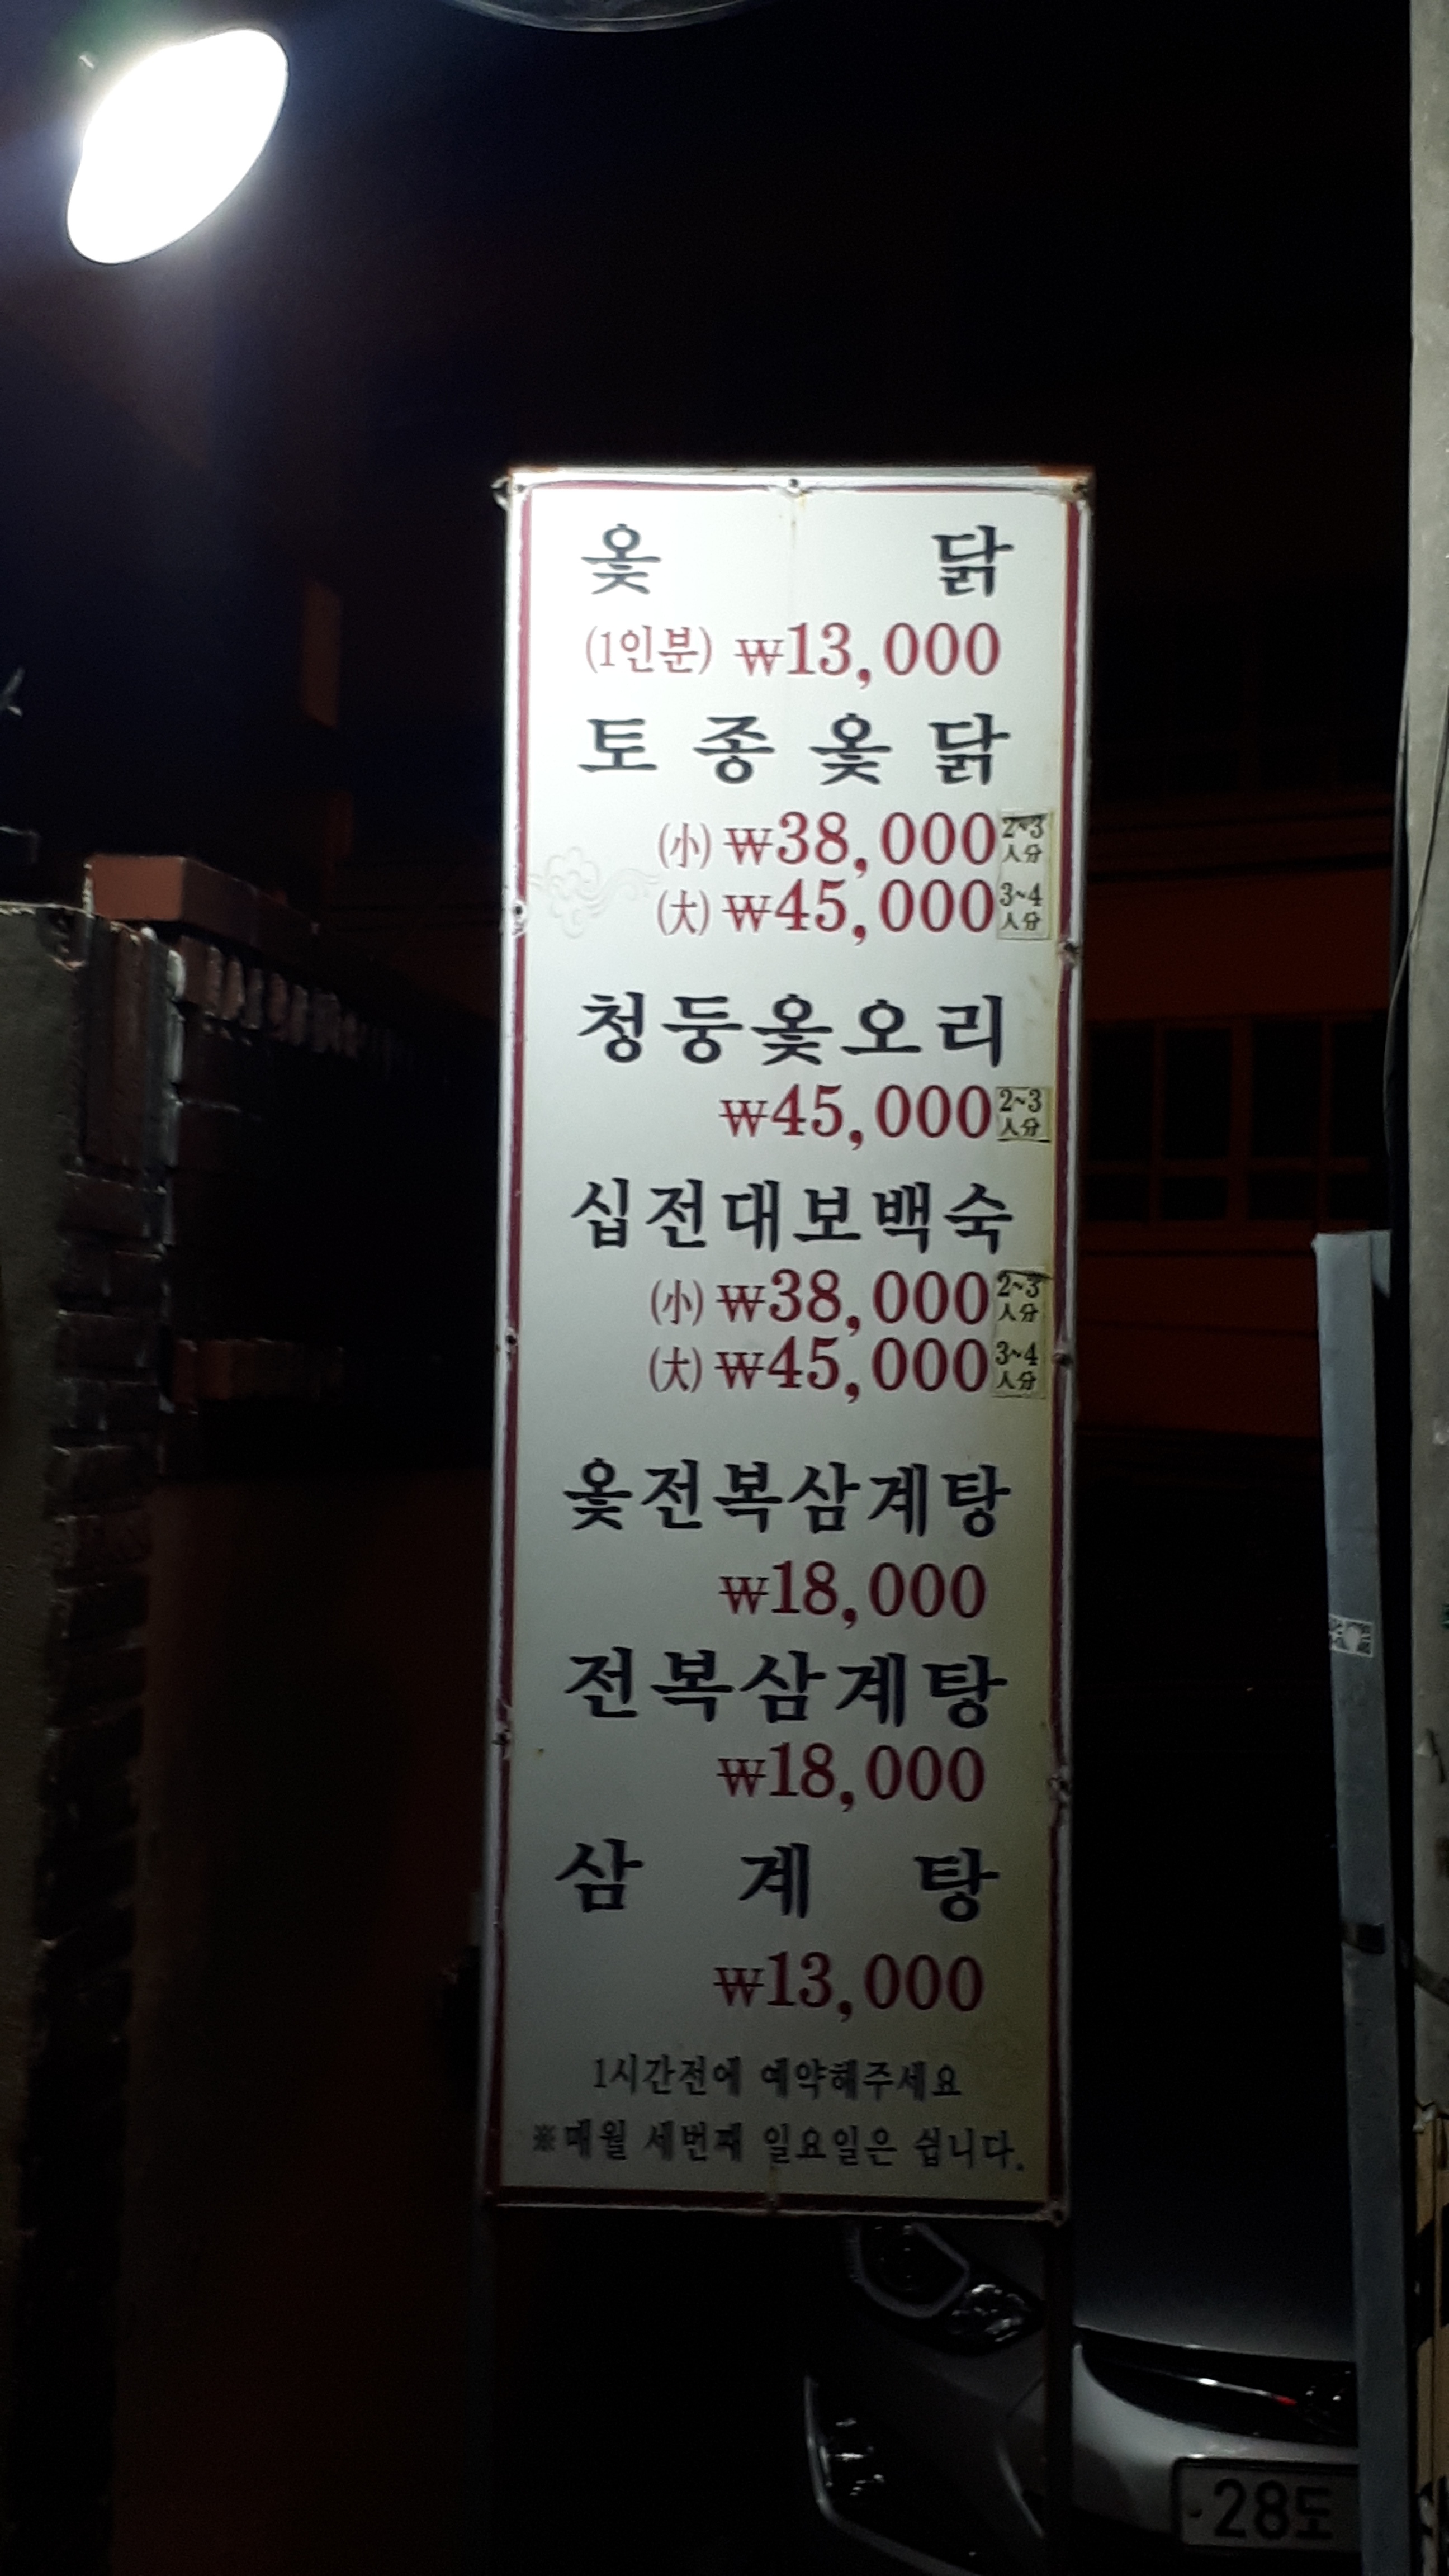 옻 닭
(1인분) ₩13,000
토종옻닭
(小) ₩38,000 2~3人分
(大) ₩45,000 3~4人分
청둥옻오리
₩45,000 2~3人分
십전대보백숙
(小) ₩38,000 2~3人分
(大) ₩45,000 3~4人分
옻전복삼계탕
₩18,000
전복삼계탕
₩18,000
삼 계 탕
₩13,000
1시간전에 예약해주세요
※매월 세번째 일요일은 쉽니다.
28도